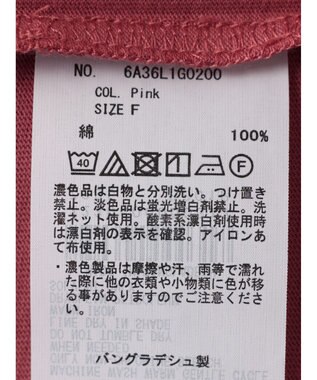 NO. 6A36L1G0200
COL. Pink
SIZE F
綿 100%
40 F
濃色品は白物と分別洗い。つけ置き
禁止。淡色品は蛍光増白剤禁止。洗
濯ネット使用。酸素系漂白剤使用時
は漂白剤の表示を確認。アイロンあ
て布使用。
・濃色製品は摩擦や汗、雨等で濡れ
た際に他の衣類や小物類に色が移
る事がありますのでご注意くださ
い。
バングラデシュ製